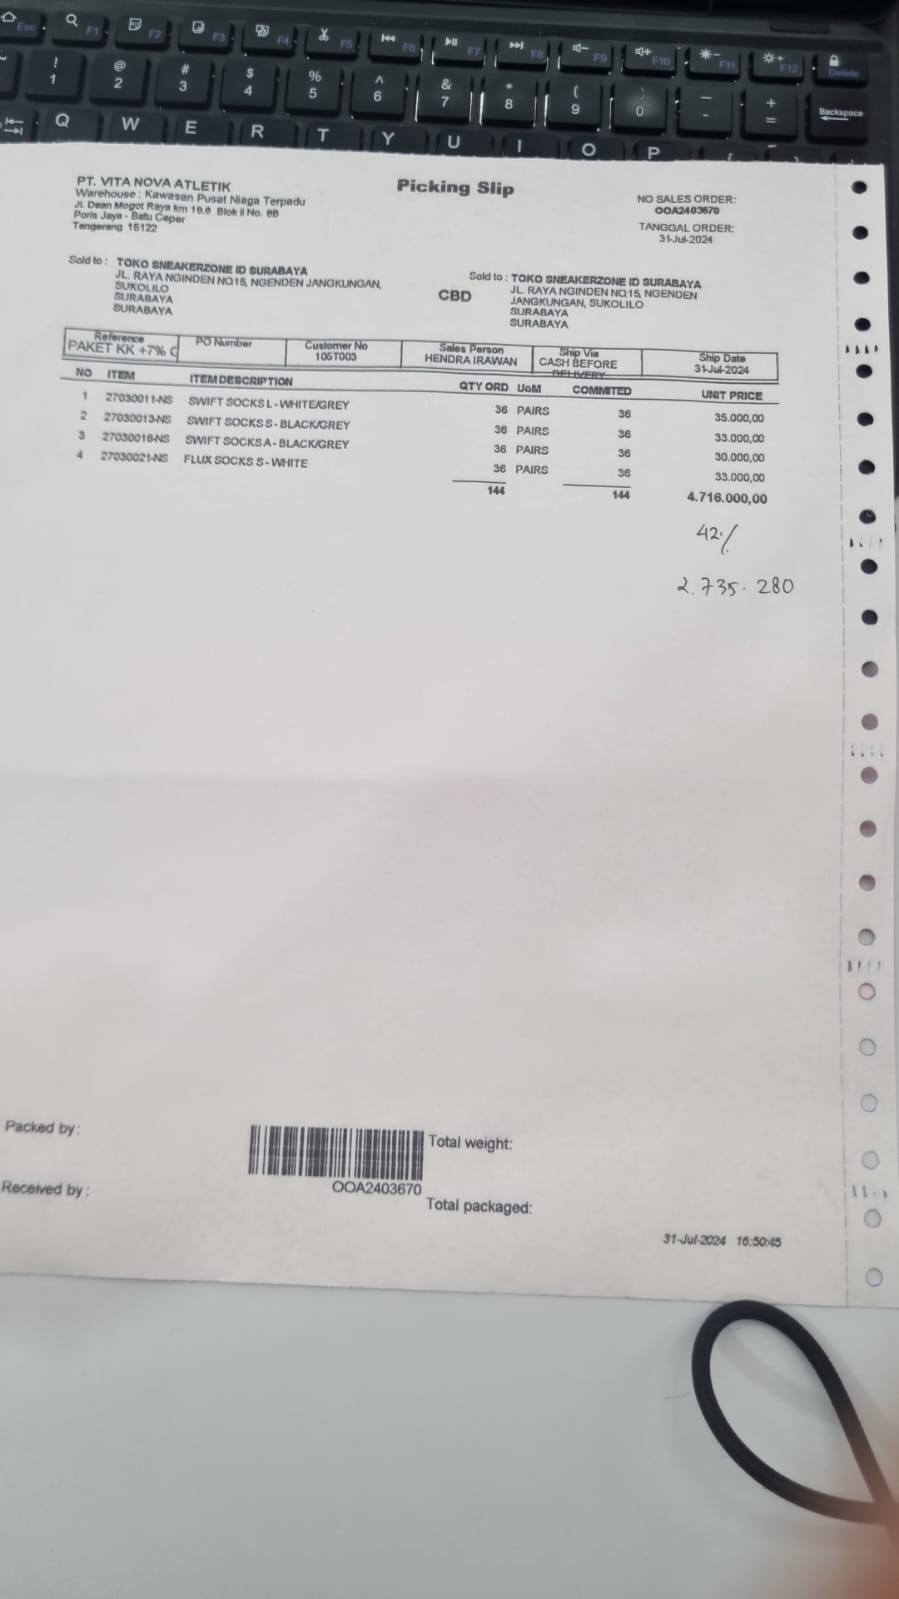 Esc F1 F2 F3 F4 F5 F6 F7 F8 F9 F10 F11 F12 Delete
! 1 @ 2 # 3 $ 4 % 5 ^ 6 & 7 * 8 ( 9 ) 0 - + = Backspace
Q W E R T Y U I O P
PT. VITA NOVA ATLETIK
Warehouse : Kawasan Pusat Niaga Terpadu
Jl. Daan Mogot Raya km 19.6 Blok II No. 8B
Poris Jaya - Batu Ceper
Tangerang 15122
Picking Slip
NO SALES ORDER:
OOA2403670
TANGGAL ORDER:
31-Jul-2024
Sold to : TOKO SNEAKERZONE ID SURABAYA
JL. RAYA NGINDEN NO.15, NGENDEN JANGKUNGAN,
SUKOLILO
SURABAYA
SURABAYA
CBD
Sold to : TOKO SNEAKERZONE ID SURABAYA
JL. RAYA NGINDEN NO.15, NGENDEN
JANGKUNGAN, SUKOLILO
SURABAYA
SURABAYA
Reference PO Number Customer No Sales Person Ship Via Ship Date
PAKET KK +7% C 105T003 HENDRA IRAWAN CASH BEFORE 31-Jul-2024
DELIVERY
NO ITEM ITEM DESCRIPTION QTY ORD UoM COMMITED UNIT PRICE
1 27030011-NS SWIFT SOCKS L - WHITE/GREY 36 PAIRS 36 35.000,00
2 27030013-NS SWIFT SOCKS S - BLACK/GREY 36 PAIRS 36 33.000,00
3 27030016-NS SWIFT SOCKS A - BLACK/GREY 36 PAIRS 36 30.000,00
4 27030021-NS FLUX SOCKS S - WHITE 36 PAIRS 36 33.000,00
144 144 4.716.000,00
42%
2.735.280
Packed by:
Total weight:
Received by :
OOA2403670
Total packaged:
31-Jul-2024 16:50:45